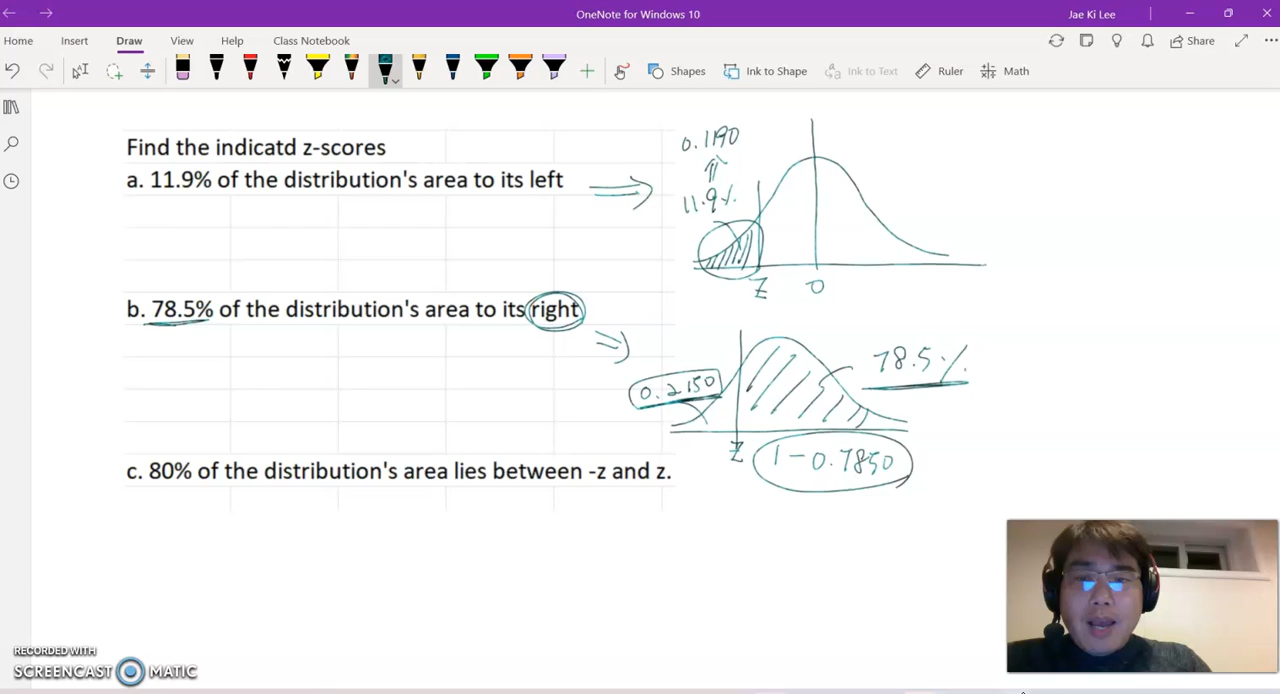 OneNote for Windows 10
Jae Ki Lee
Home Insert Draw View Help Class Notebook
Share
Shapes Ink to Shape Ink to Text Ruler Math
Find the indicatd z-scores
a. 11.9% of the distribution's area to its left
0.1190
11.9%
z 0
b. 78.5% of the distribution's area to its right
78.5%
0.2150
z 1-0.7850
c. 80% of the distribution's area lies between -z and z.
RECORDED WITH
SCREENCAST MATIC